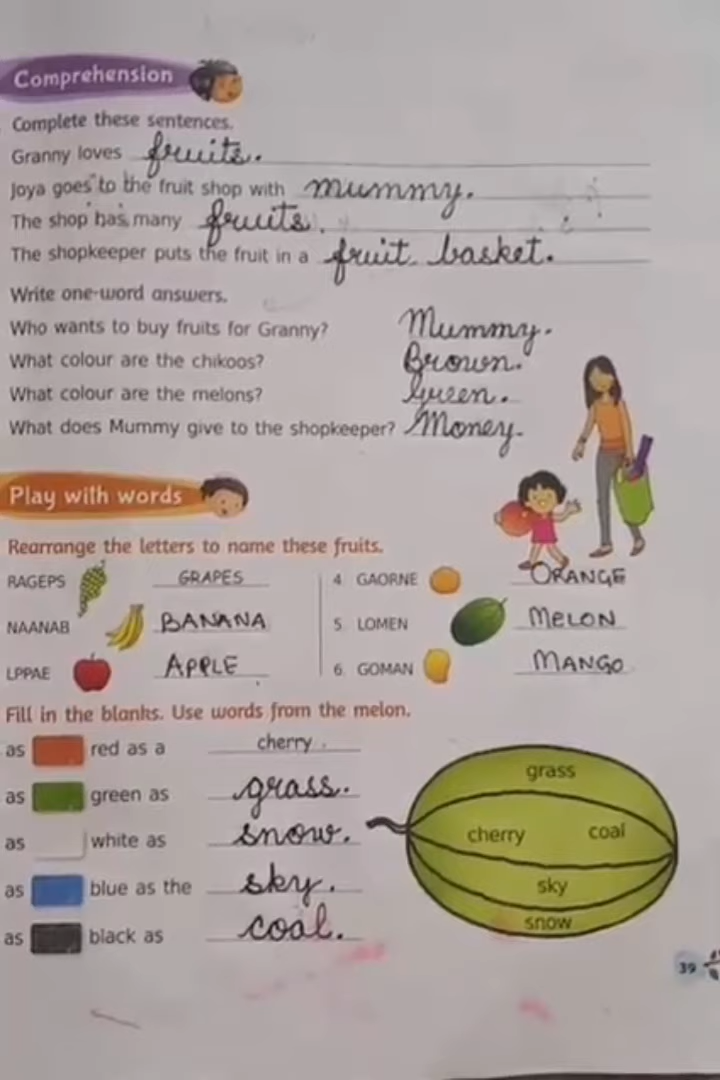 Comprehension
Complete these sentences.
Granny loves fruits.
Joya goes to the fruit shop with mummy.
The shop has many fruits.
The shopkeeper puts the fruit in a fruit basket.
Write one-word answers.
Who wants to buy fruits for Granny? Mummy.
What colour are the chikoos? Brown.
What colour are the melons? Green.
What does Mummy give to the shopkeeper? Money.
Play with words
Rearrange the letters to name these fruits.
RAGEPS GRAPES 4. GAORNE ORANGE
NAANAB BANANA 5. LOMEN MELON
LPPAE APPLE 6. GOMAN MANGO
Fill in the blanks. Use words from the melon.
as red as a cherry.
as green as grass.
as white as snow.
as blue as the sky.
as black as coal.
grass
cherry coal
sky
snow
39